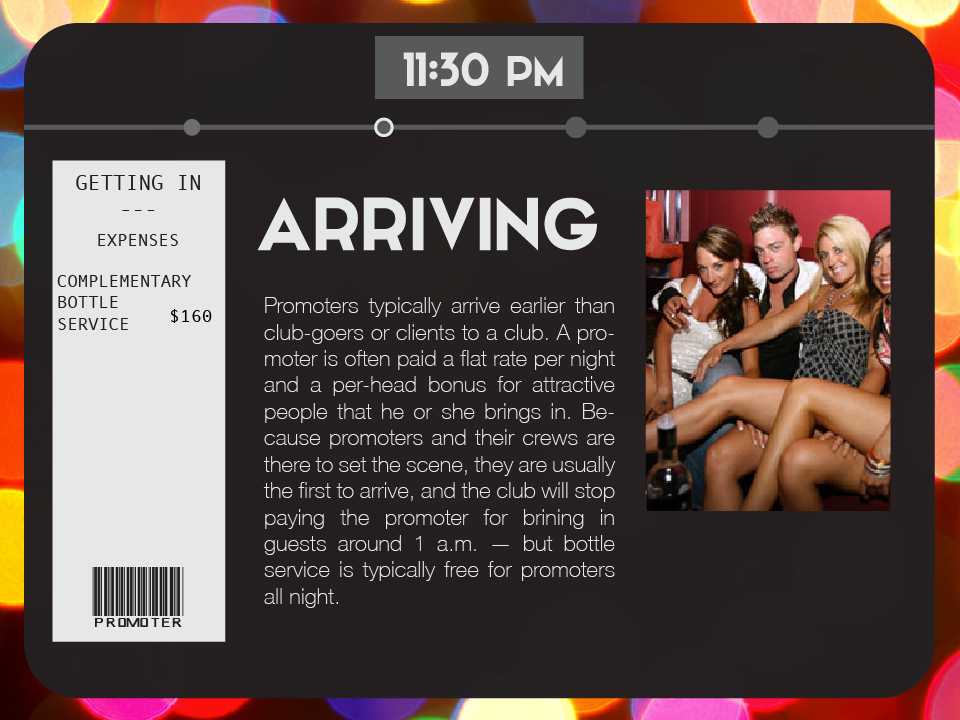 11:30 PM
GETTING IN
---
EXPENSES
COMPLEMENTARY
BOTTLE
SERVICE $160
PROMOTER
ARRIVING
Promoters typically arrive earlier than
club-goers or clients to a club. A pro-
moter is often paid a flat rate per night
and a per-head bonus for attractive
people that he or she brings in. Be-
cause promoters and their crews are
there to set the scene, they are usually
the first to arrive, and the club will stop
paying the promoter for brining in
guests around 1 a.m. — but bottle
service is typically free for promoters
all night.